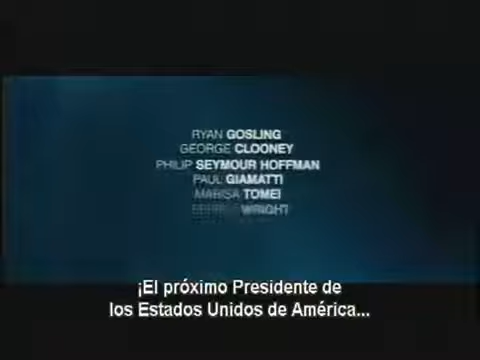 RYAN GOSLING
GEORGE CLOONEY
PHILIP SEYMOUR HOFFMAN
PAUL GIAMATTI
MARISA TOMEI
WRIGHT
¡El próximo Presidente de
los Estados Unidos de América...